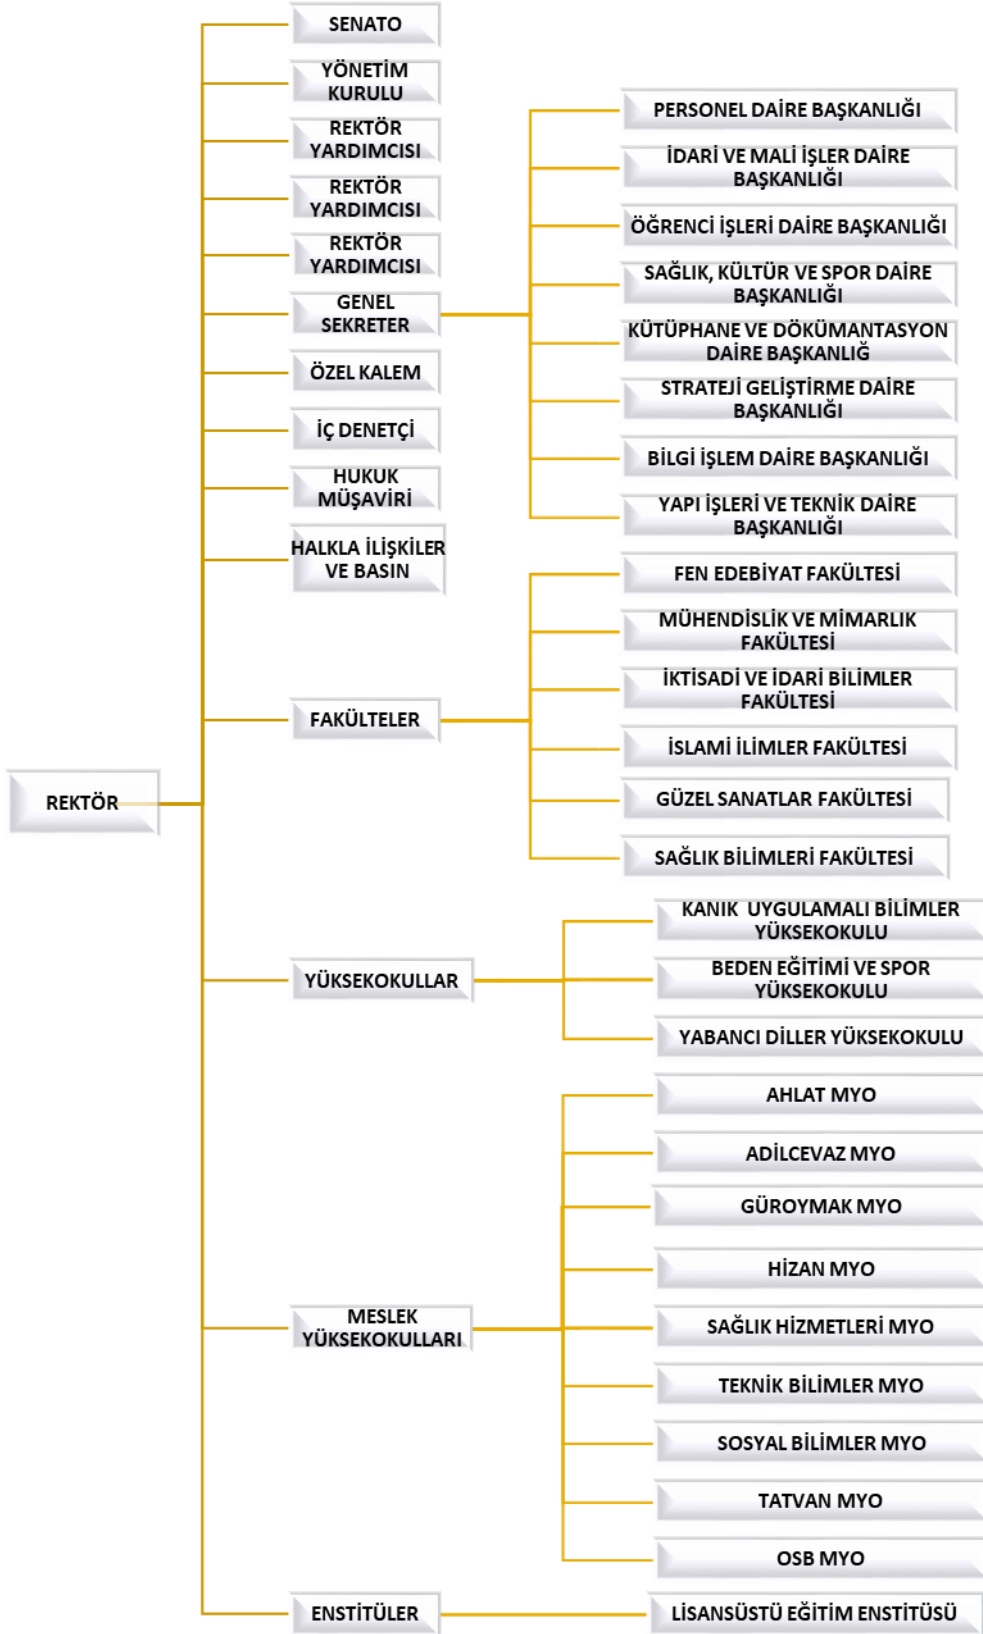 REKTÖR
SENATO
YÖNETİM
KURULU
REKTÖR
YARDIMCISI
REKTÖR
YARDIMCISI
REKTÖR
YARDIMCISI
GENEL
SEKRETER
PERSONEL DAİRE BAŞKANLIĞI
İDARİ VE MALİ İŞLER DAİRE
BAŞKANLIĞI
ÖĞRENCİ İŞLERİ DAİRE BAŞKANLIĞI
SAĞLIK, KÜLTÜR VE SPOR DAİRE
BAŞKANLIĞI
KÜTÜPHANE VE DÖKÜMANTASYON
DAİRE BAŞKANLIĞ
STRATEJİ GELİŞTİRME DAİRE
BAŞKANLIĞI
BİLGİ İŞLEM DAİRE BAŞKANLIĞI
YAPI İŞLERİ VE TEKNİK DAİRE
BAŞKANLIĞI
ÖZEL KALEM
İÇ DENETÇİ
HUKUK
MÜŞAVİRİ
HALKLA İLİŞKİLER
VE BASIN
FAKÜLTELER
FEN EDEBİYAT FAKÜLTESİ
MÜHENDİSLİK VE MİMARLIK
FAKÜLTESİ
İKTİSADİ VE İDARİ BİLİMLER
FAKÜLTESİ
İSLAMİ İLİMLER FAKÜLTESİ
GÜZEL SANATLAR FAKÜLTESİ
SAĞLIK BİLİMLERİ FAKÜLTESİ
YÜKSEKOKULLAR
KANIK UYGULAMALI BİLİMLER
YÜKSEKOKULU
BEDEN EĞİTİMİ VE SPOR
YÜKSEKOKULU
YABANCI DİLLER YÜKSEKOKULU
MESLEK
YÜKSEKOKULLARI
AHLAT MYO
ADİLCEVAZ MYO
GÜROYMAK MYO
HİZAN MYO
SAĞLIK HİZMETLERİ MYO
TEKNİK BİLİMLER MYO
SOSYAL BİLİMLER MYO
TATVAN MYO
OSB MYO
ENSTİTÜLER
LİSANSÜSTÜ EĞİTİM ENSTİTÜSÜ